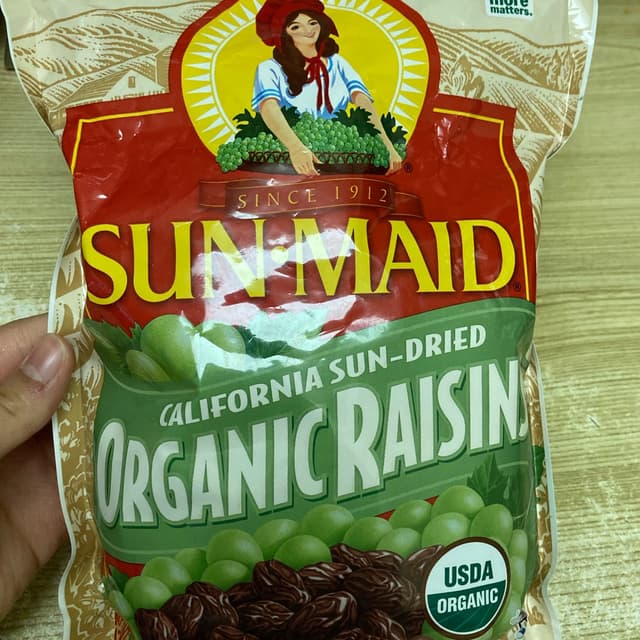 more
matters.
SINCE 1912
SUN·MAID
CALIFORNIA SUN-DRIED
ORGANIC RAISINS
USDA
ORGANIC